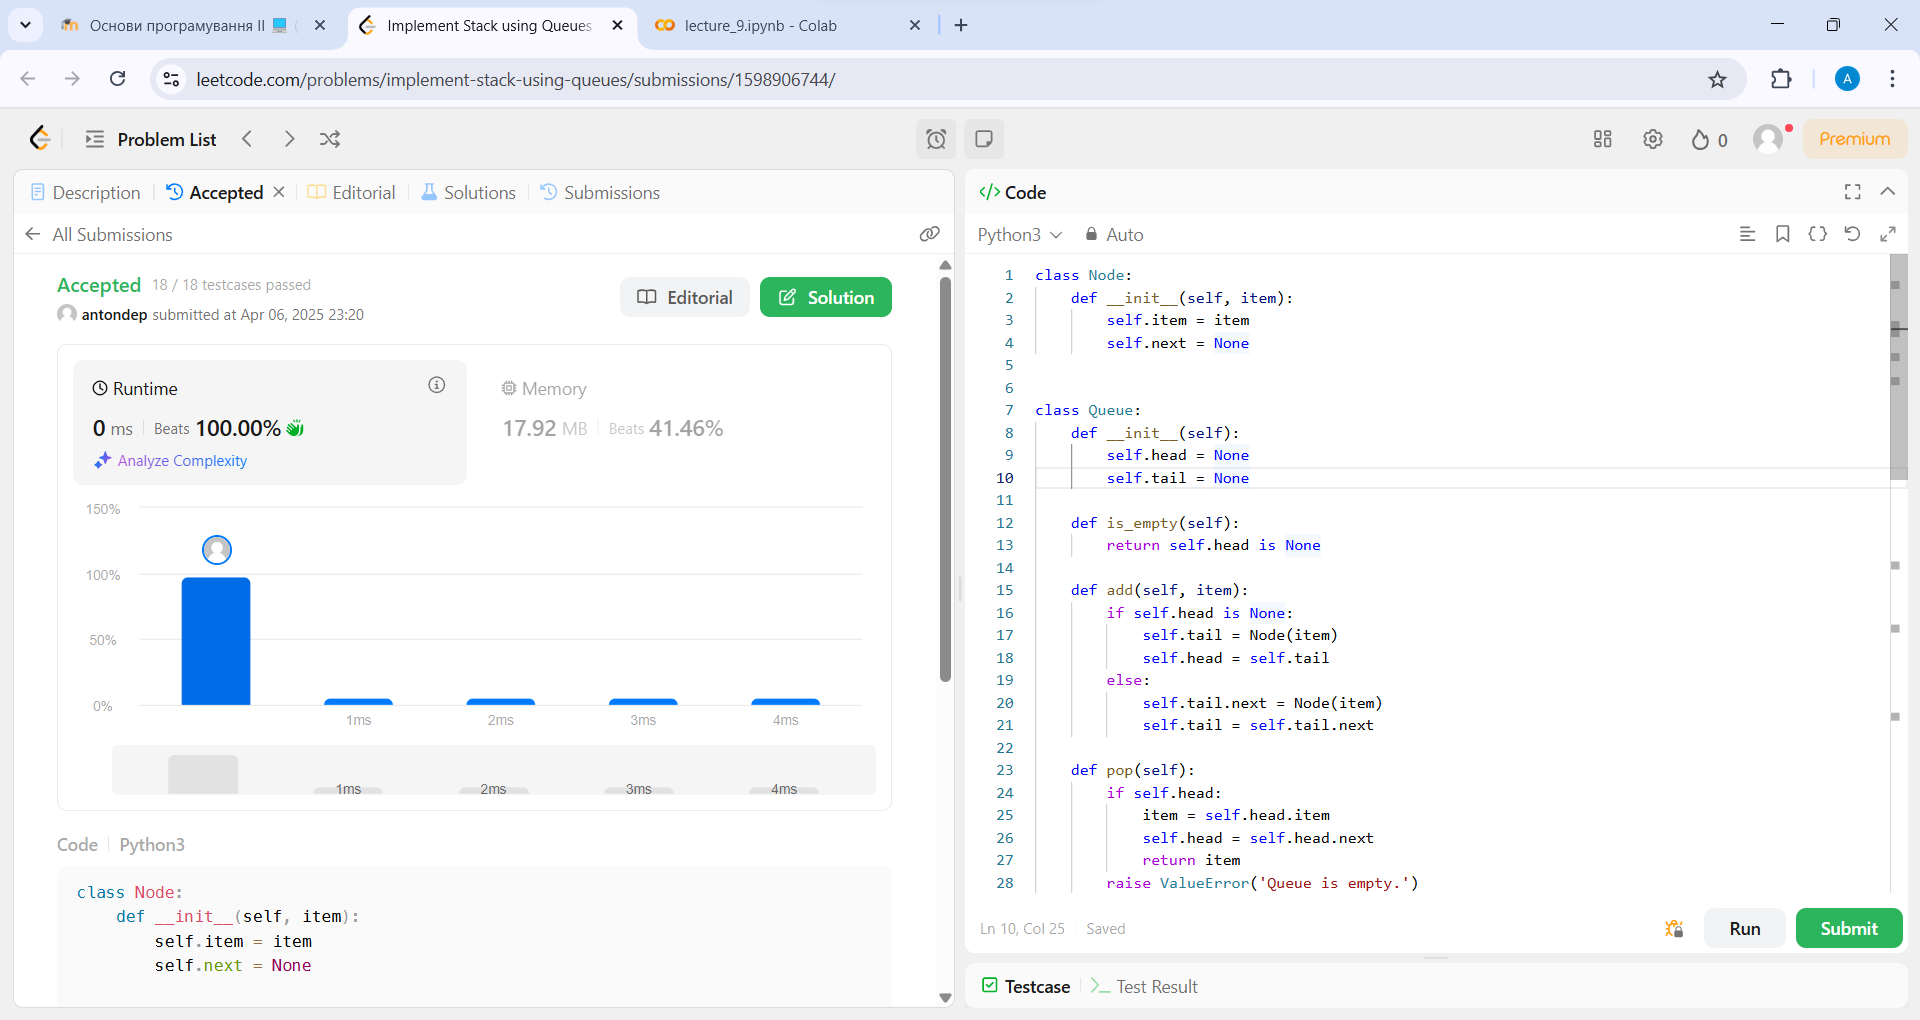 Основи програмування II
Implement Stack using Queues
lecture_9.ipynb - Colab
leetcode.com/problems/implement-stack-using-queues/submissions/1598906744/
A
Problem List
0
Premium
Description
Accepted
Editorial
Solutions
Submissions
All Submissions
Accepted 18 / 18 testcases passed
antondep submitted at Apr 06, 2025 23:20
Editorial
Solution
Runtime
0 ms Beats 100.00%
Analyze Complexity
Memory
17.92 MB Beats 41.46%
150%
100%
50%
0%
1ms 2ms 3ms 4ms
1ms 2ms 3ms 4ms
Code Python3
class Node:
    def __init__(self, item):
        self.item = item
        self.next = None
</> Code
Python3 Auto
1 class Node:
2     def __init__(self, item):
3         self.item = item
4         self.next = None
5
6
7 class Queue:
8     def __init__(self):
9         self.head = None
10         self.tail = None
11
12     def is_empty(self):
13         return self.head is None
14
15     def add(self, item):
16         if self.head is None:
17             self.tail = Node(item)
18             self.head = self.tail
19         else:
20             self.tail.next = Node(item)
21             self.tail = self.tail.next
22
23     def pop(self):
24         if self.head:
25             item = self.head.item
26             self.head = self.head.next
27             return item
28         raise ValueError('Queue is empty.')
Ln 10, Col 25 Saved
Run
Submit
Testcase
Test Result